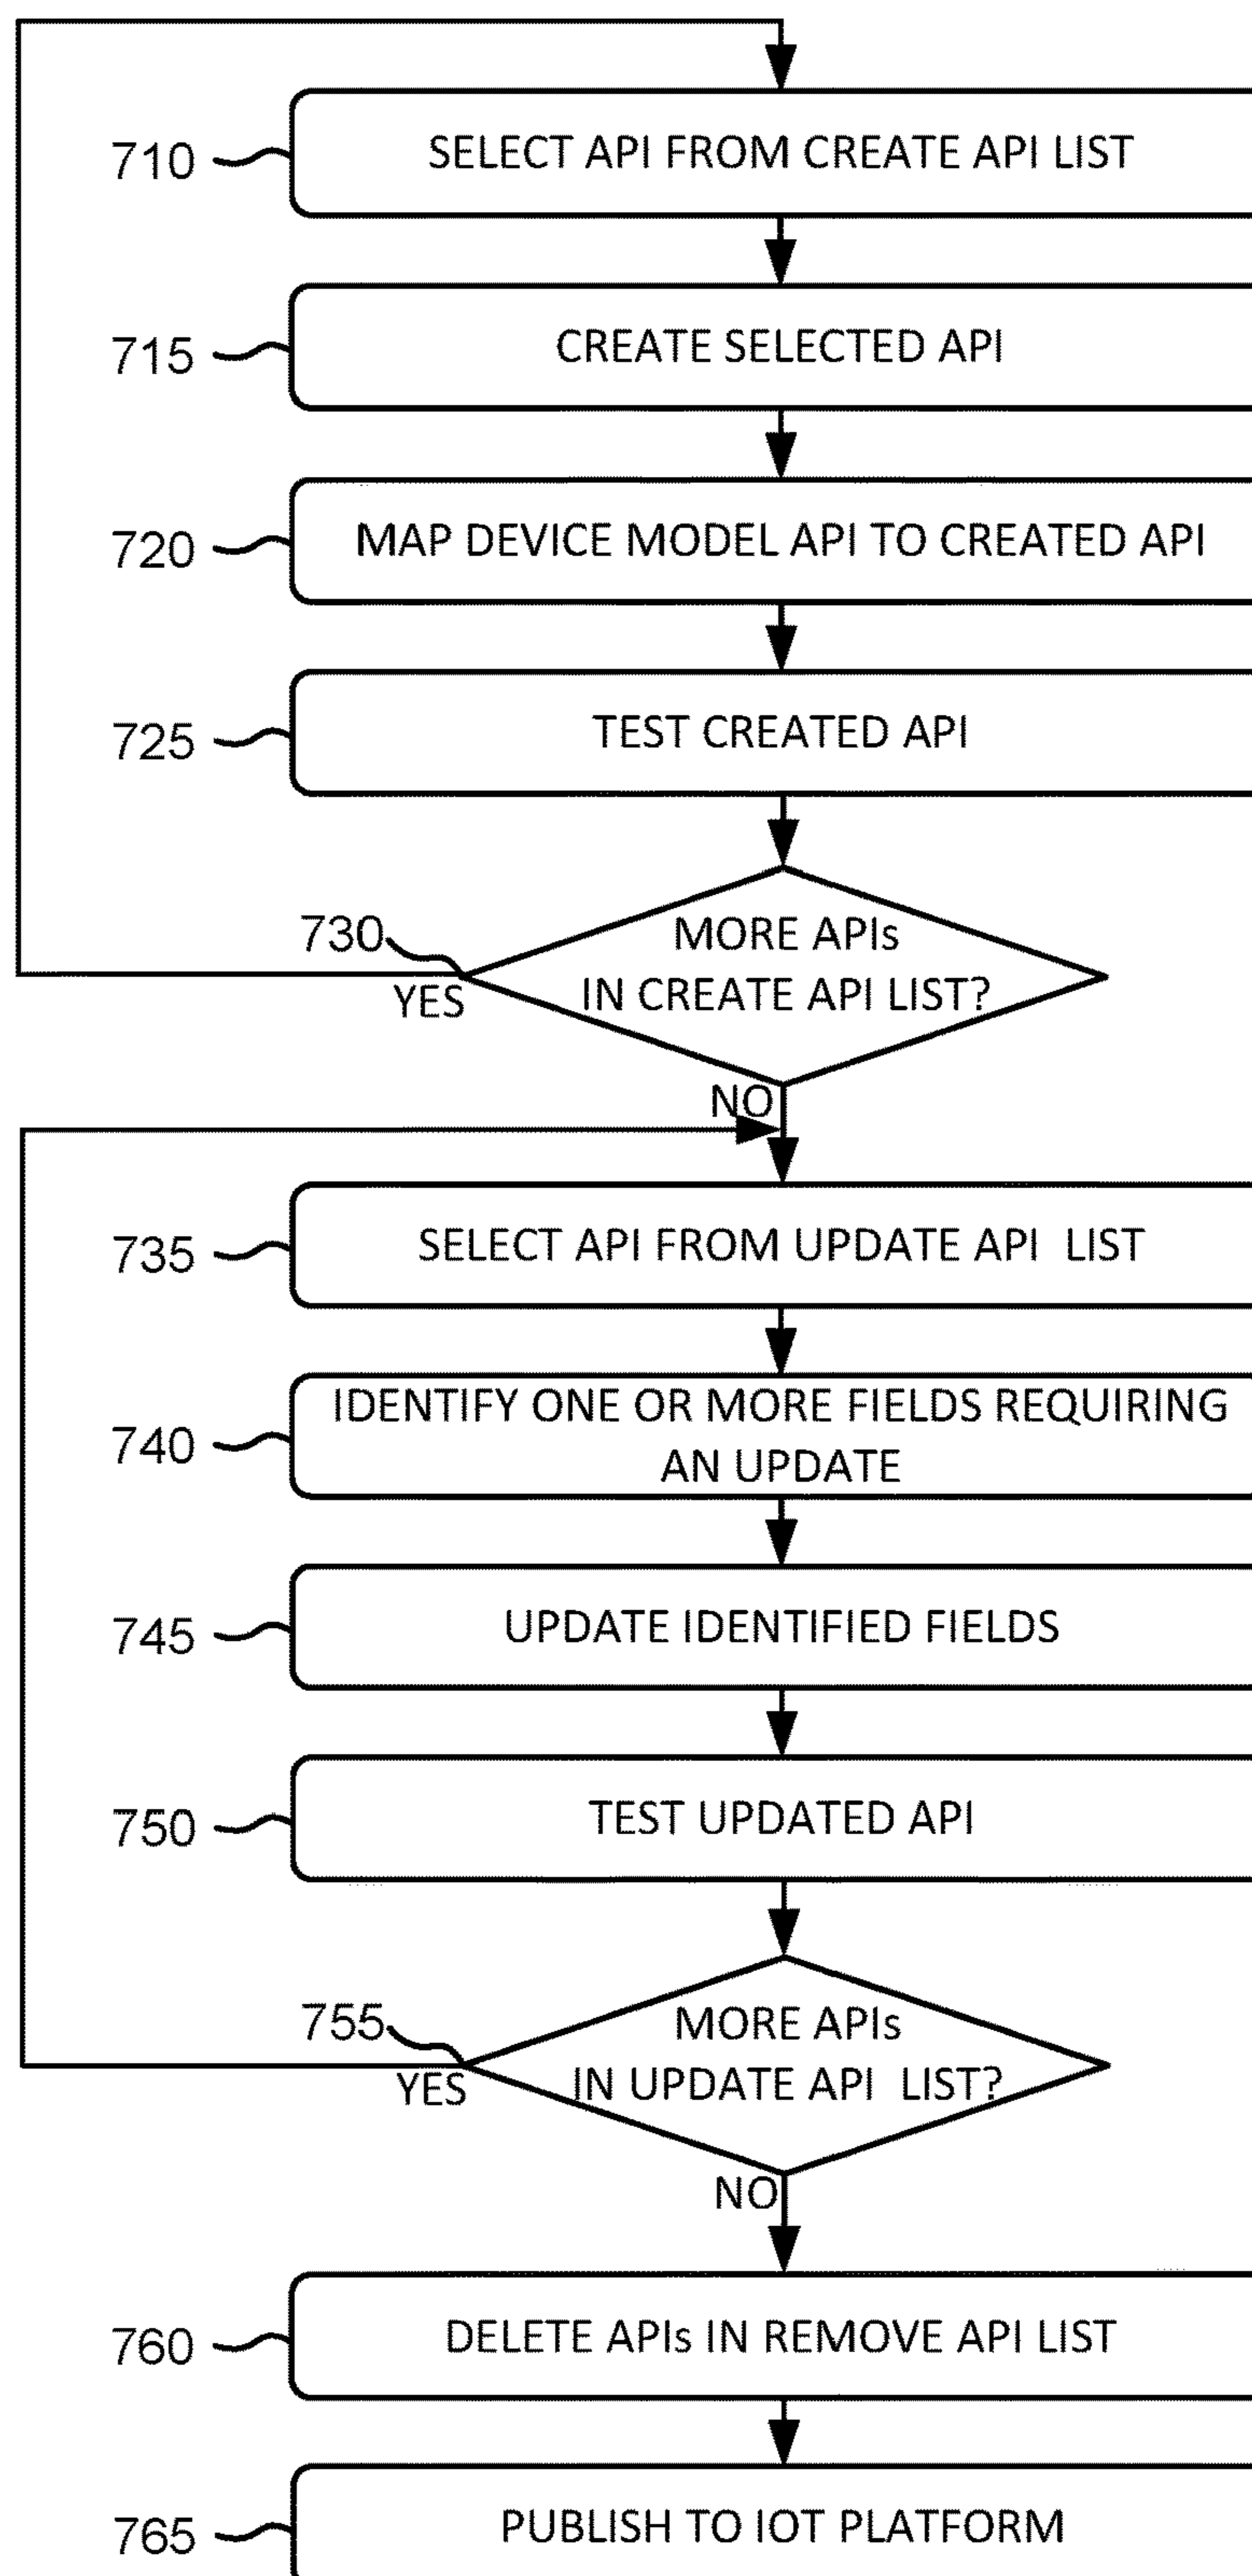 710 SELECT API FROM CREATE API LIST
715 CREATE SELECTED API
720 MAP DEVICE MODEL API TO CREATED API
725 TEST CREATED API
730 MORE APIs
IN CREATE API LIST?
YES
NO
735 SELECT API FROM UPDATE API LIST
740 IDENTIFY ONE OR MORE FIELDS REQUIRING
AN UPDATE
745 UPDATE IDENTIFIED FIELDS
750 TEST UPDATED API
755 MORE APIs
IN UPDATE API LIST?
YES
NO
760 DELETE APIs IN REMOVE API LIST
765 PUBLISH TO IOT PLATFORM